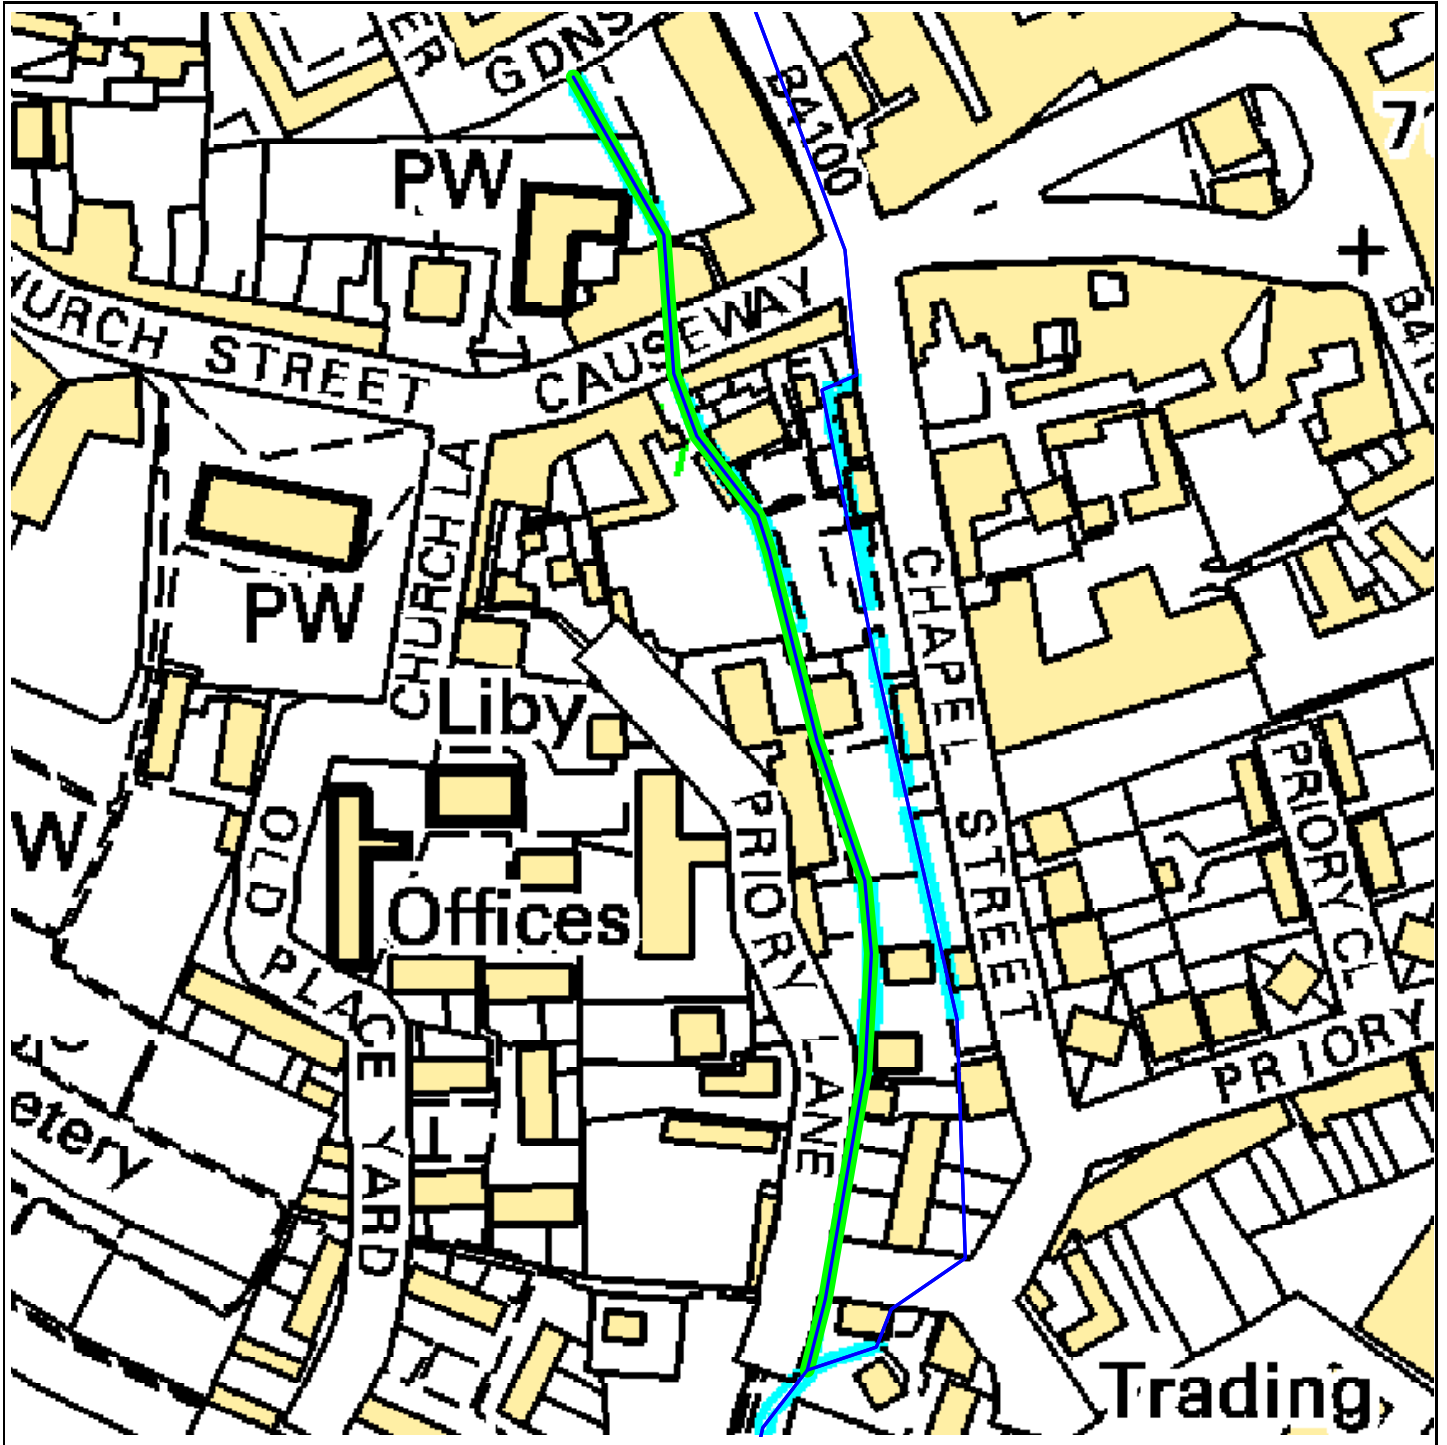 GDNS
B4100
PW
CAUSEWAY
CHURCH STREET
CHURCH LA
PW
Liby
CHAPEL STREET
W
OLD PLACE YARD
Offices
PRIORY LANE
PRIORY CL
PRIORY
etery
Trading